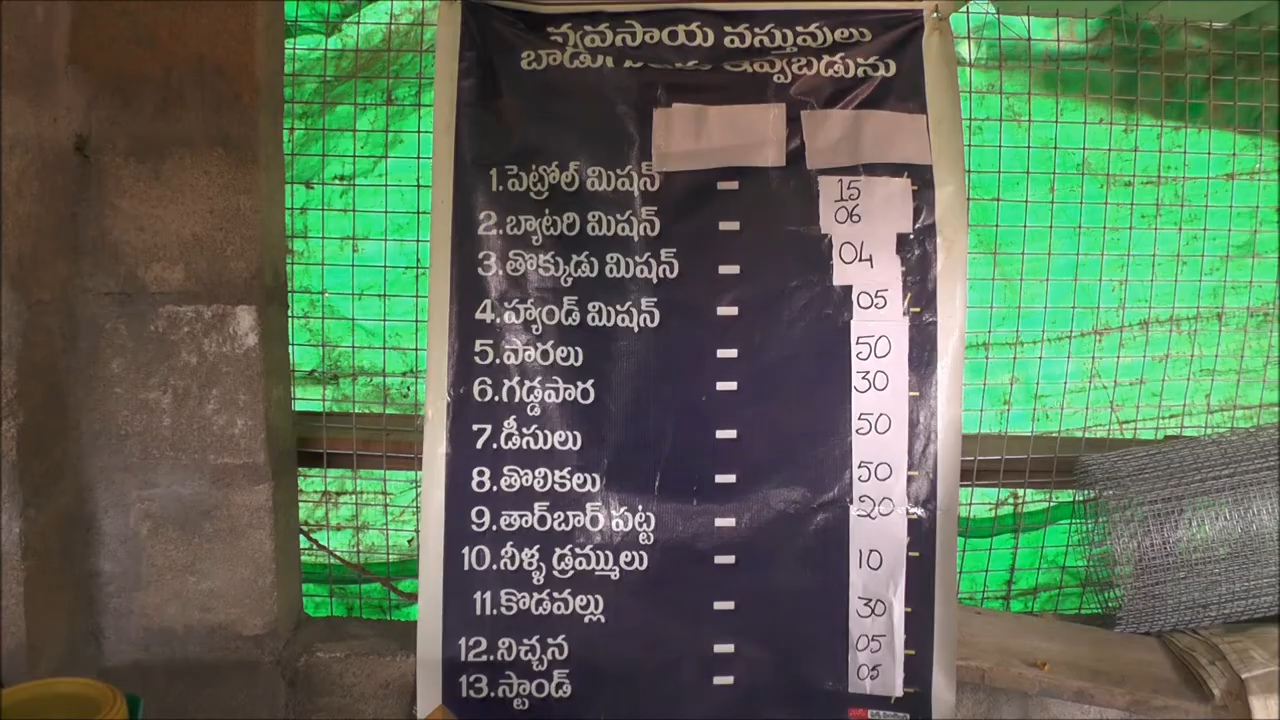 వ్యవసాయ వస్తువులు
ఇవ్వబడును
1.పెట్రోల్ మిషన్ - 15
2.బ్యాటరి మిషన్ - 06
3.తొక్కుడు మిషన్ - 04
4.హ్యాండ్ మిషన్ - 05
5.పారలు - 50
6.గడ్డపార - 30
7.డీసులు - 50
8.తొలికలు - 50
9.తార్‌బార్ పట్ట - 20
10.నీళ్ళ డ్రమ్ములు - 10
11.కొడవల్లు - 30
12.నిచ్చన - 05
13.స్టాండ్ - 05